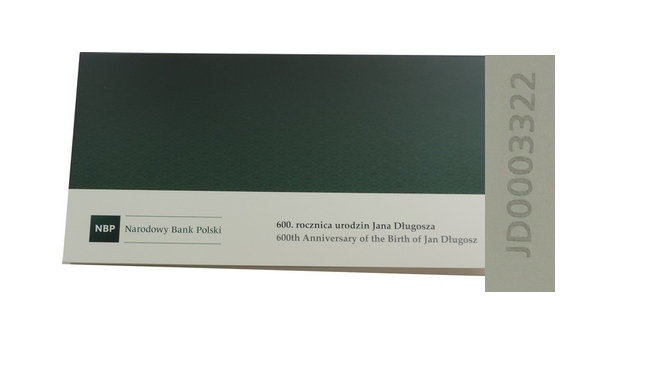 NBP
Narodowy Bank Polski
600. rocznica urodzin Jana Długosza
600th Anniversary of the Birth of Jan Długosz
JD0003322